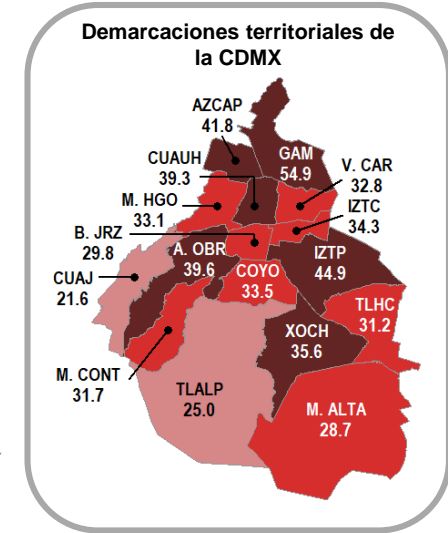 Demarcaciones territoriales de
la CDMX
AZCAP
41.8
GAM
54.9
CUAUH
39.3
V. CAR
32.8
M. HGO
33.1
IZTC
34.3
B. JRZ
29.8
A. OBR
39.6
IZTP
44.9
COYO
33.5
CUAJ
21.6
TLHC
31.2
XOCH
35.6
M. CONT
31.7
TLALP
25.0
M. ALTA
28.7